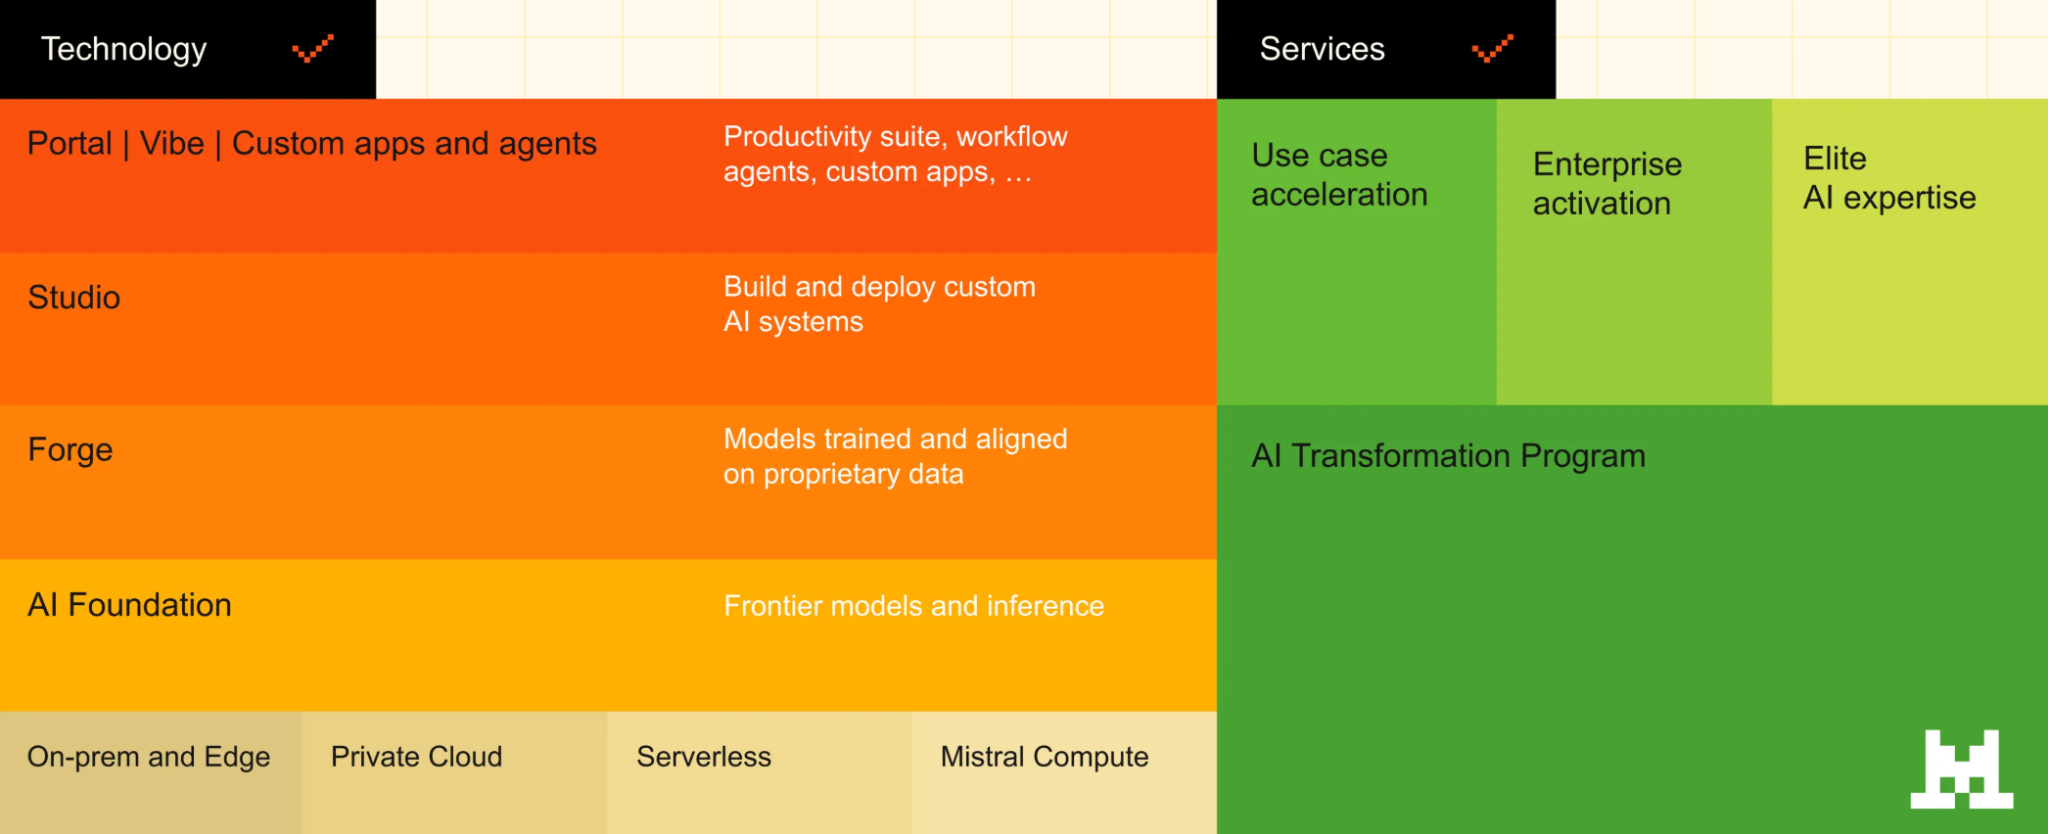 Technology
Services
Portal | Vibe | Custom apps and agents
Productivity suite, workflow
agents, custom apps, …
Studio
Build and deploy custom
AI systems
Forge
Models trained and aligned
on proprietary data
AI Foundation
Frontier models and inference
On-prem and Edge
Private Cloud
Serverless
Mistral Compute
Use case
acceleration
Enterprise
activation
Elite
AI expertise
AI Transformation Program